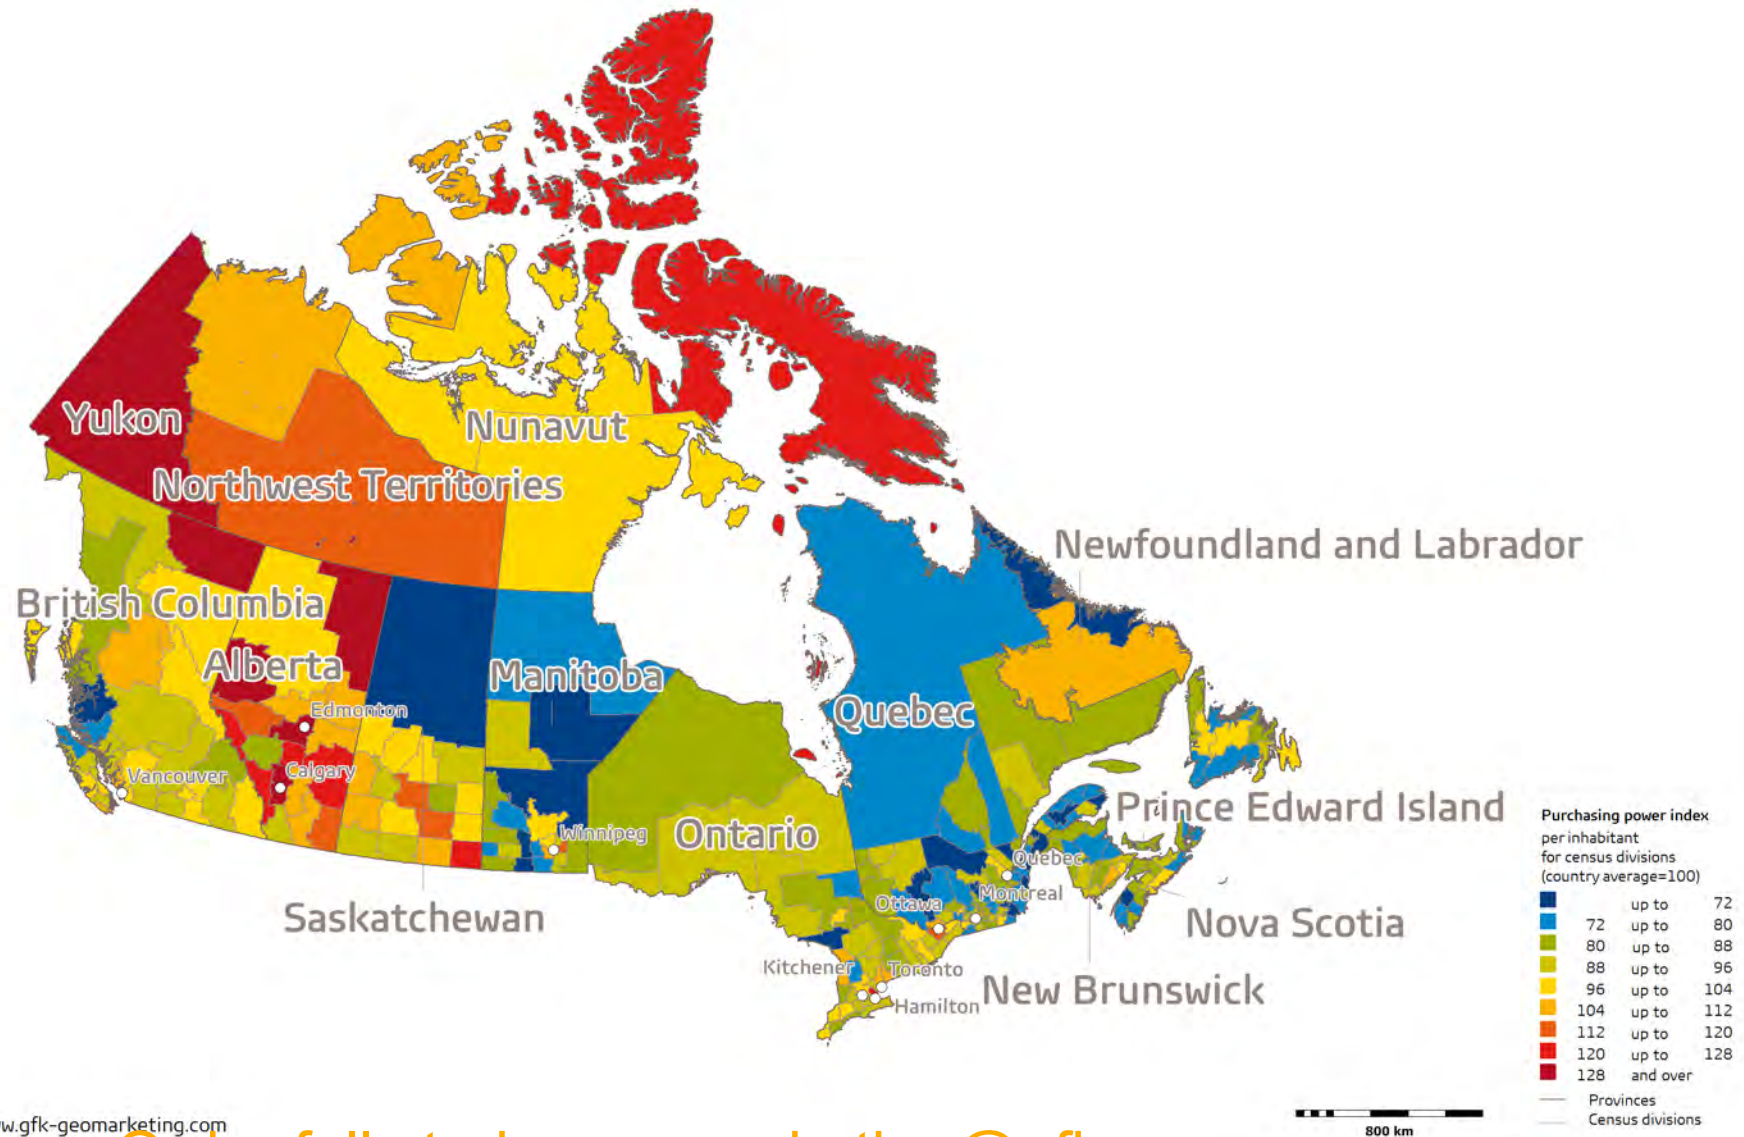 Yukon
Nunavut
Northwest Territories
Newfoundland and Labrador
British Columbia
Alberta
Manitoba
Edmonton
Quebec
Vancouver
Calgary
Prince Edward Island
Winnipeg
Ontario
Quebec
Montreal
Ottawa
Saskatchewan
Nova Scotia
Kitchener
Toronto
New Brunswick
Hamilton
Purchasing power index
per inhabitant
for census divisions
(country average=100)
up to 72
72 up to 80
80 up to 88
88 up to 96
96 up to 104
104 up to 112
112 up to 120
120 up to 128
128 and over
Provinces
Census divisions
800 km
w.gfk-geomarketing.com